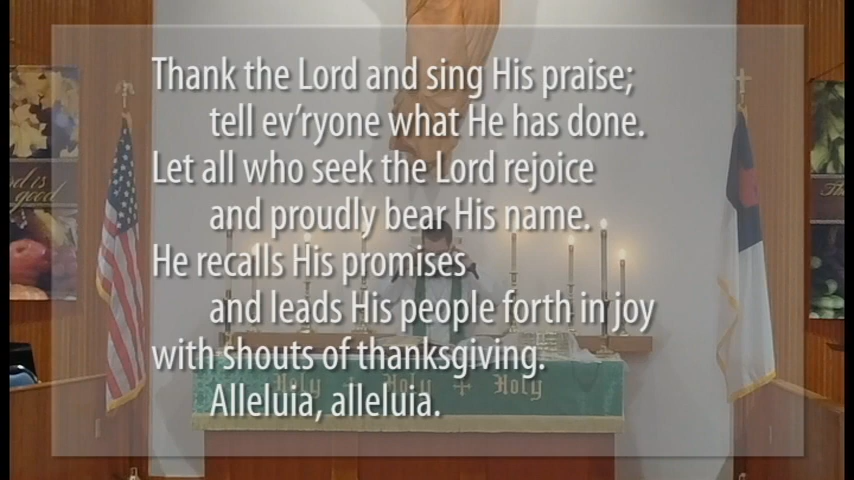 Thank the Lord and sing His praise;
tell ev'ryone what He has done.
Let all who seek the Lord rejoice
and proudly bear His name.
He recalls His promises
and leads His people forth in joy
with shouts of thanksgiving.
Alleluia, alleluia.
Holy Holy Holy
is
good